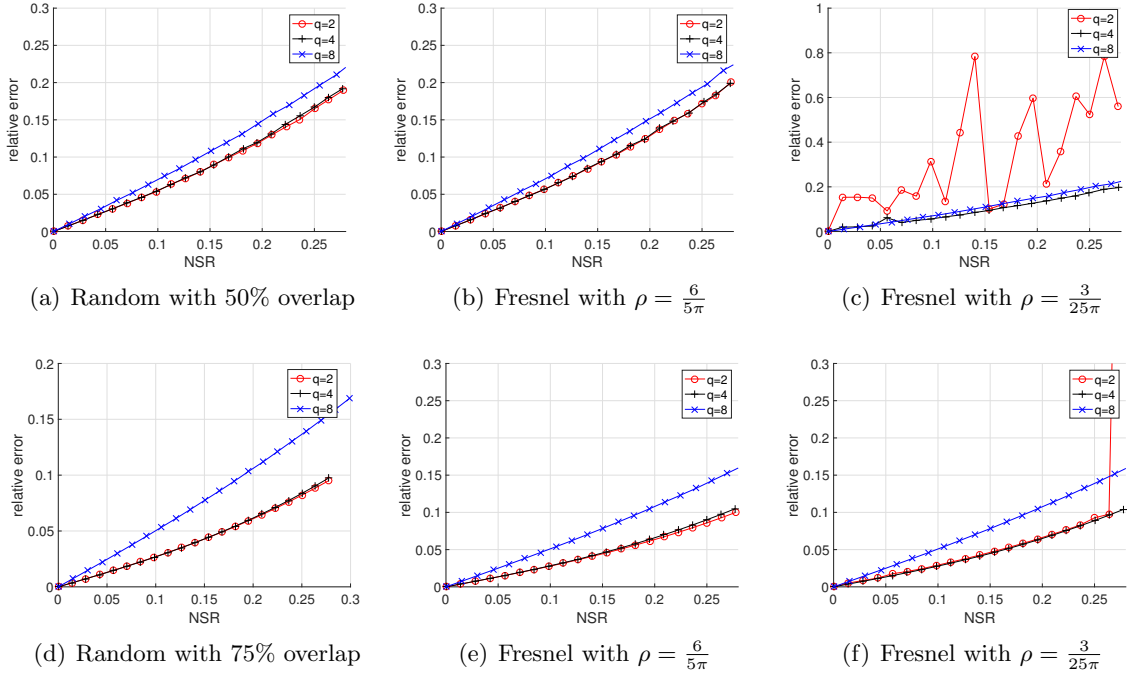 0.3
0.25
0.2
0.15
0.1
0.05
0
relative error
0 0.05 0.1 0.15 0.2 0.25
NSR
q=2
q=4
q=8
(a) Random with 50% overlap
0.3
0.25
0.2
0.15
0.1
0.05
0
relative error
0 0.05 0.1 0.15 0.2 0.25
NSR
q=2
q=4
q=8
(b) Fresnel with ρ = 6/5π
1
0.8
0.6
0.4
0.2
0
relative error
0 0.05 0.1 0.15 0.2 0.25
NSR
q=2
q=4
q=8
(c) Fresnel with ρ = 3/25π
0.2
0.15
0.1
0.05
0
relative error
0 0.05 0.1 0.15 0.2 0.25 0.3
NSR
q=2
q=4
q=8
(d) Random with 75% overlap
0.3
0.25
0.2
0.15
0.1
0.05
0
relative error
0 0.05 0.1 0.15 0.2 0.25
NSR
q=2
q=4
q=8
(e) Fresnel with ρ = 6/5π
0.3
0.25
0.2
0.15
0.1
0.05
0
relative error
0 0.05 0.1 0.15 0.2 0.25
NSR
q=2
q=4
q=8
(f) Fresnel with ρ = 3/25π